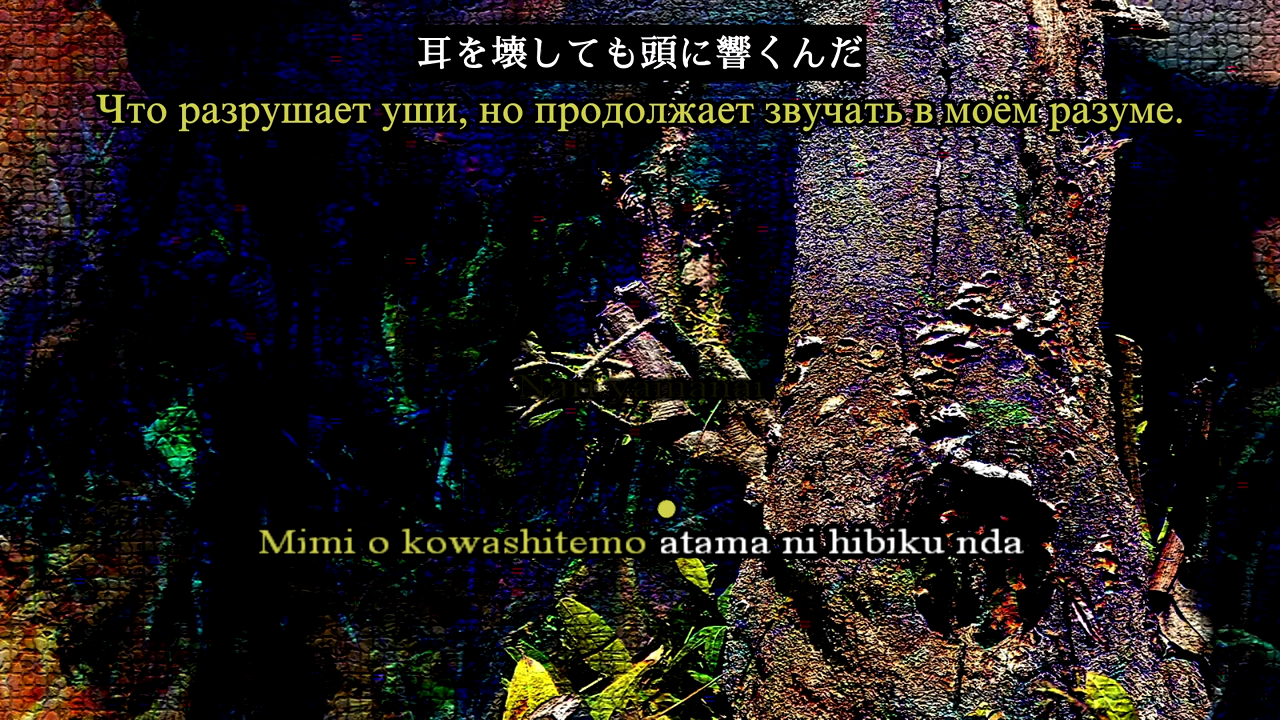 耳を壊しても頭に響くんだ
Что разрушает уши, но продолжает звучать в моём разуме.
Mimi o kowashitemo atama ni hibiku nda